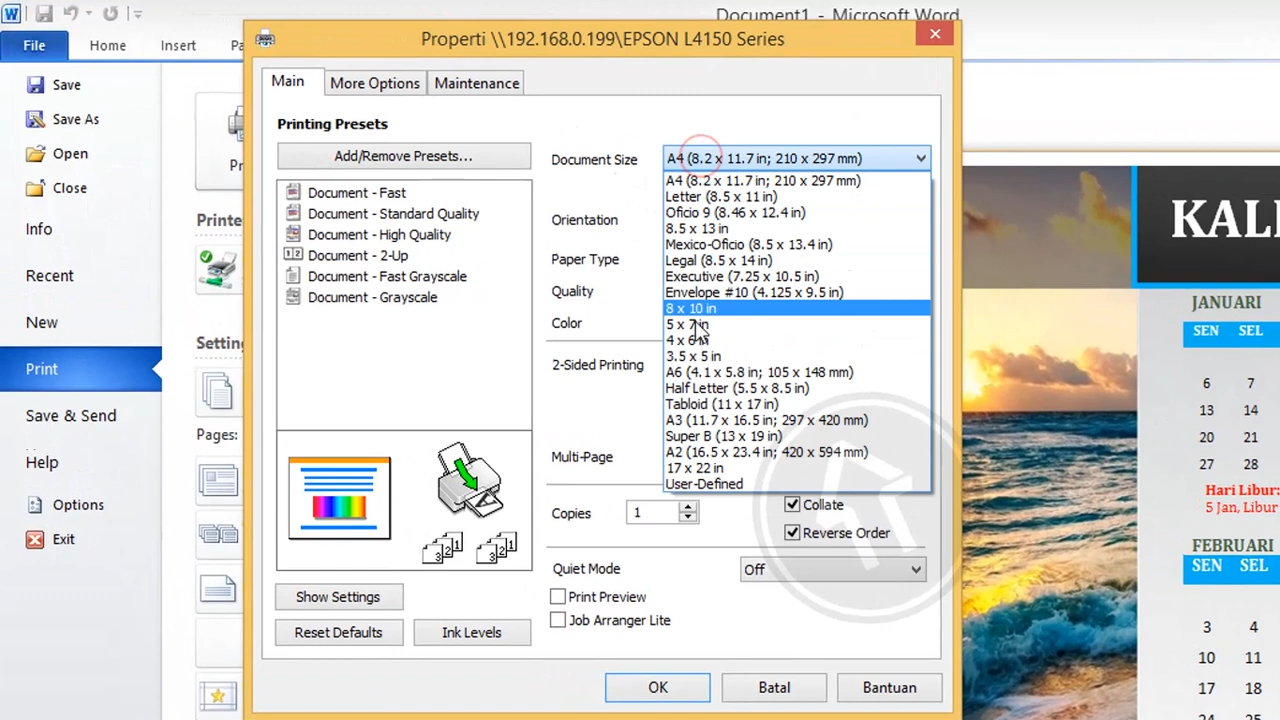 Document1 - Microsoft Word
File
Home
Insert
Save
Save As
Open
Close
Info
Recent
New
Print
Save & Send
Help
Options
Exit
Properti \\192.168.0.199\EPSON L4150 Series
Main
More Options
Maintenance
Printing Presets
Add/Remove Presets...
Document - Fast
Document - Standard Quality
Document - High Quality
Document - 2-Up
Document - Fast Grayscale
Document - Grayscale
Show Settings
Reset Defaults
Ink Levels
Document Size
A4 (8.2 x 11.7 in; 210 x 297 mm)
A4 (8.2 x 11.7 in; 210 x 297 mm)
Letter (8.5 x 11 in)
Oficio 9 (8.46 x 12.4 in)
8.5 x 13 in
Mexico-Oficio (8.5 x 13.4 in)
Legal (8.5 x 14 in)
Executive (7.25 x 10.5 in)
Envelope #10 (4.125 x 9.5 in)
8 x 10 in
5 x 7 in
4 x 6 in
3.5 x 5 in
A6 (4.1 x 5.8 in; 105 x 148 mm)
Half Letter (5.5 x 8.5 in)
Tabloid (11 x 17 in)
A3 (11.7 x 16.5 in; 297 x 420 mm)
Super B (13 x 19 in)
A2 (16.5 x 23.4 in; 420 x 594 mm)
17 x 22 in
User-Defined
Orientation
Paper Type
Quality
Color
2-Sided Printing
Multi-Page
Copies
1
Collate
Reverse Order
Quiet Mode
Off
Print Preview
Job Arranger Lite
OK
Batal
Bantuan
JANUARI
SEN SEL
6 7
13 14
20 21
27 28
Hari Libur:
5 Jan, Libur
FEBRUARI
SEN SEL
3 4
10 11
17 18